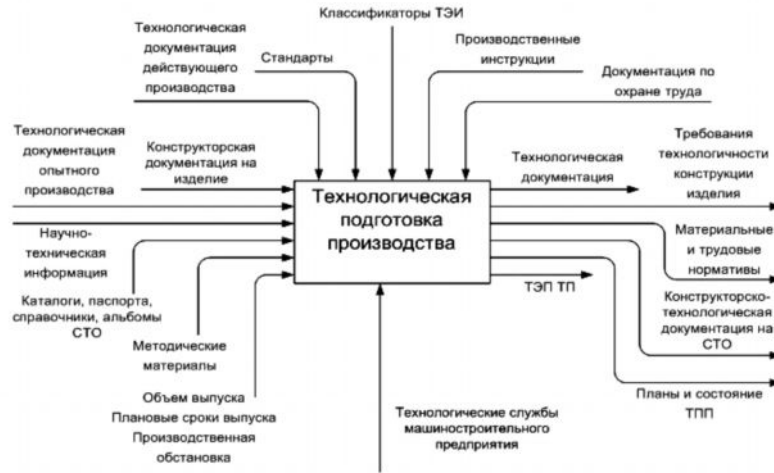 Классификаторы ТЭИ
Технологическая
документация
действующего
производства
Стандарты
Производственные
инструкции
Документация по
охране труда
Технологическая
документация
опытного
производства
Конструкторская
документация на
изделие
Технологическая
подготовка
производства
Технологическая
документация
Требования
технологичности
конструкции
изделия
Научно-
техническая
информация
Материальные
и трудовые
нормативы
ТЭП ТП
Каталоги, паспорта,
справочники, альбомы
СТО
Конструкторско-
технологическая
документация на
СТО
Методические
материалы
Планы и состояние
ТПП
Объем выпуска
Плановые сроки выпуска
Производственная
обстановка
Технологические службы
машиностроительного
предприятия